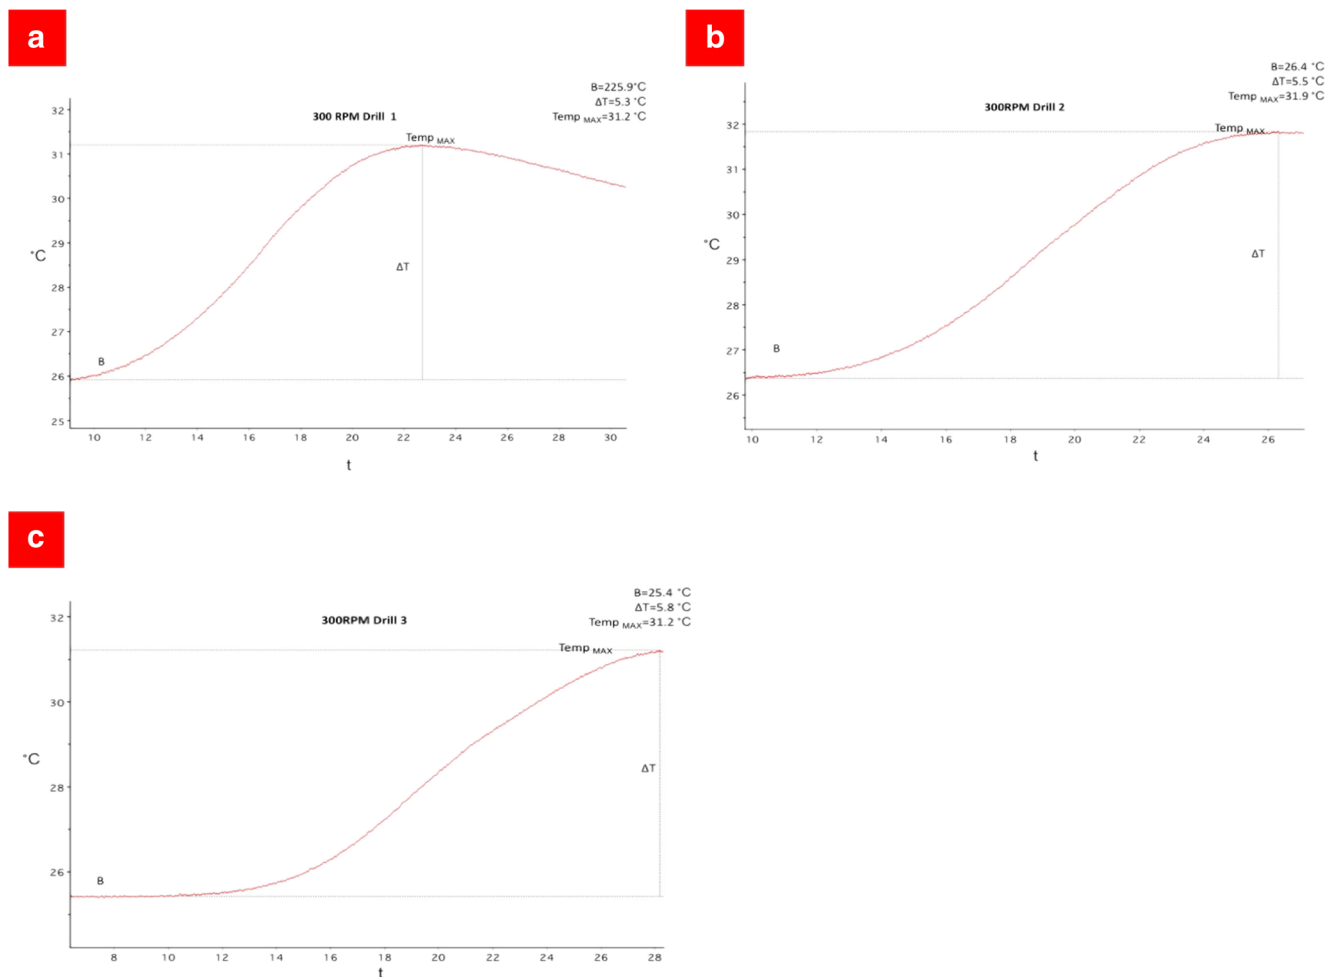 a
B=225.9°C
ΔT=5.3 °C
Temp MAX=31.2 °C
300 RPM Drill 1
Temp MAX
32
31
30
29
28
27
26
25
°C
ΔT
B
10 12 14 16 18 20 22 24 26 28 30
t
b
B=26.4 °C
ΔT=5.5 °C
Temp MAX=31.9 °C
300RPM Drill 2
Temp MAX
32
31
30
29
28
27
26
°C
ΔT
B
10 12 14 16 18 20 22 24 26
t
c
B=25.4 °C
ΔT=5.8 °C
Temp MAX=31.2 °C
300RPM Drill 3
Temp MAX
32
30
28
26
°C
ΔT
B
8 10 12 14 16 18 20 22 24 26 28
t